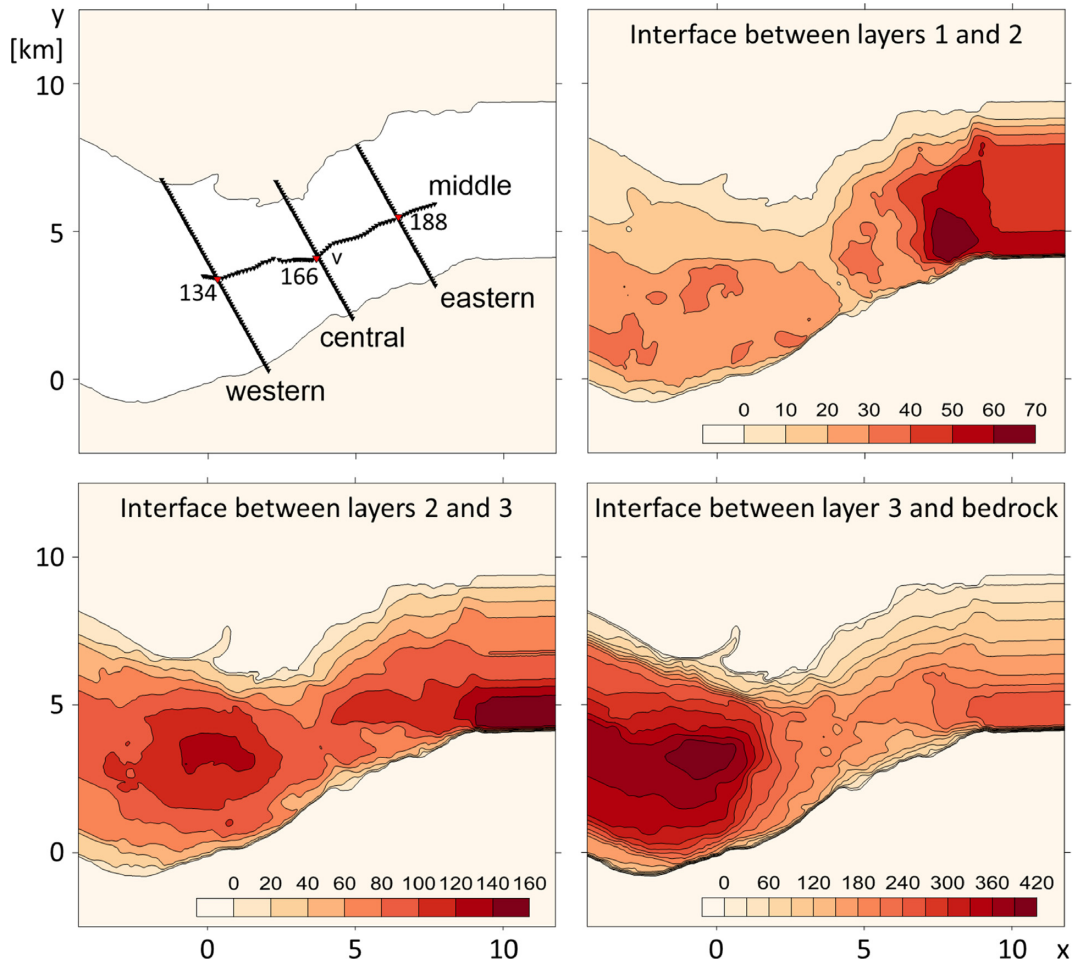 y
[km]
10
5
0
middle
188
166
v
134
eastern
central
western
Interface between layers 1 and 2
0 10 20 30 40 50 60 70
Interface between layers 2 and 3
10
5
0
0 20 40 60 80 100 120 140 160
0 5 10
Interface between layer 3 and bedrock
0 60 120 180 240 300 360 420
0 5 10 x